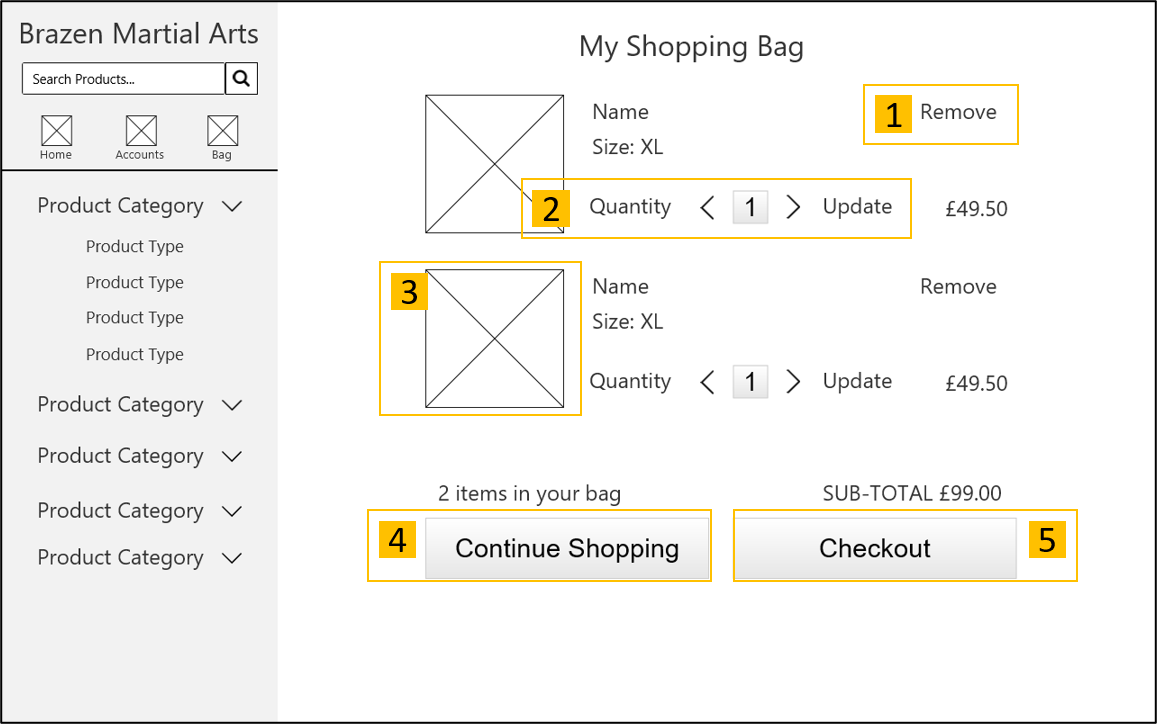 Brazen Martial Arts
Search Products...
Home Accounts Bag
Product Category
Product Type
Product Type
Product Type
Product Type
Product Category
Product Category
Product Category
Product Category
My Shopping Bag
Name
1 Remove
Size: XL
2 Quantity 1 Update £49.50
3
Name Remove
Size: XL
Quantity 1 Update £49.50
2 items in your bag
SUB-TOTAL £99.00
4 Continue Shopping
Checkout 5